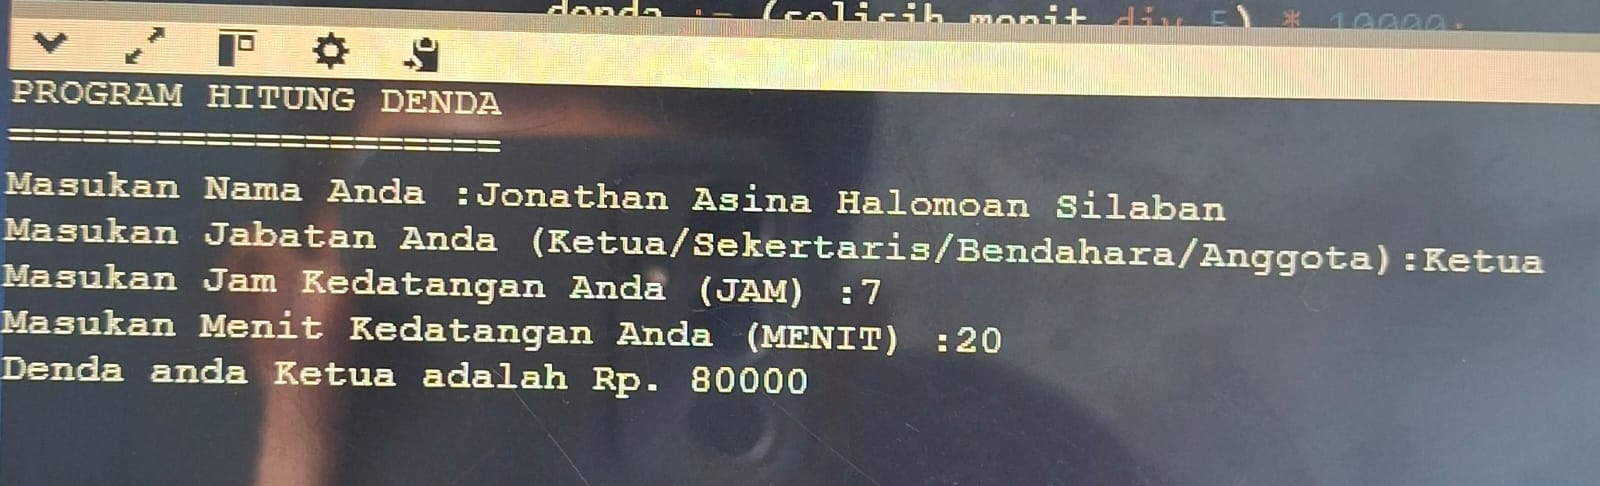 denda := (selisih_menit div 5) * 10000;
PROGRAM HITUNG DENDA
====================
Masukan Nama Anda :Jonathan Asina Halomoan Silaban
Masukan Jabatan Anda (Ketua/Sekertaris/Bendahara/Anggota):Ketua
Masukan Jam Kedatangan Anda (JAM) :7
Masukan Menit Kedatangan Anda (MENIT) :20
Denda anda Ketua adalah Rp. 80000